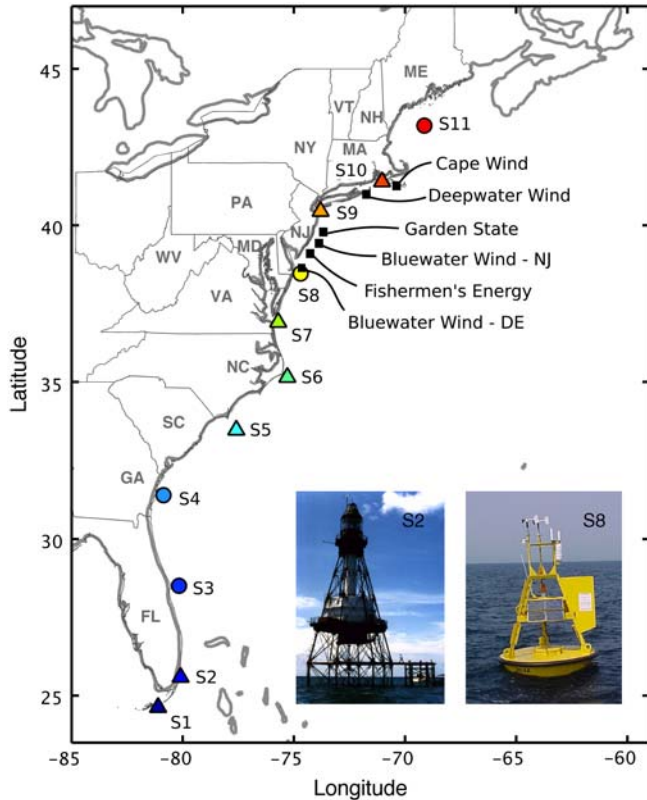 45
40
35
30
25
Latitude
−85
−80
−75
−70
−65
−60
Longitude
ME
VT
NH
NY
MA
S11
S10
Cape Wind
Deepwater Wind
PA
S9
NJ
Garden State
MD
WV
Bluewater Wind - NJ
S8
Fishermen's Energy
VA
Bluewater Wind - DE
S7
NC
S6
SC
S5
GA
S4
S3
FL
S2
S1
S2
S8